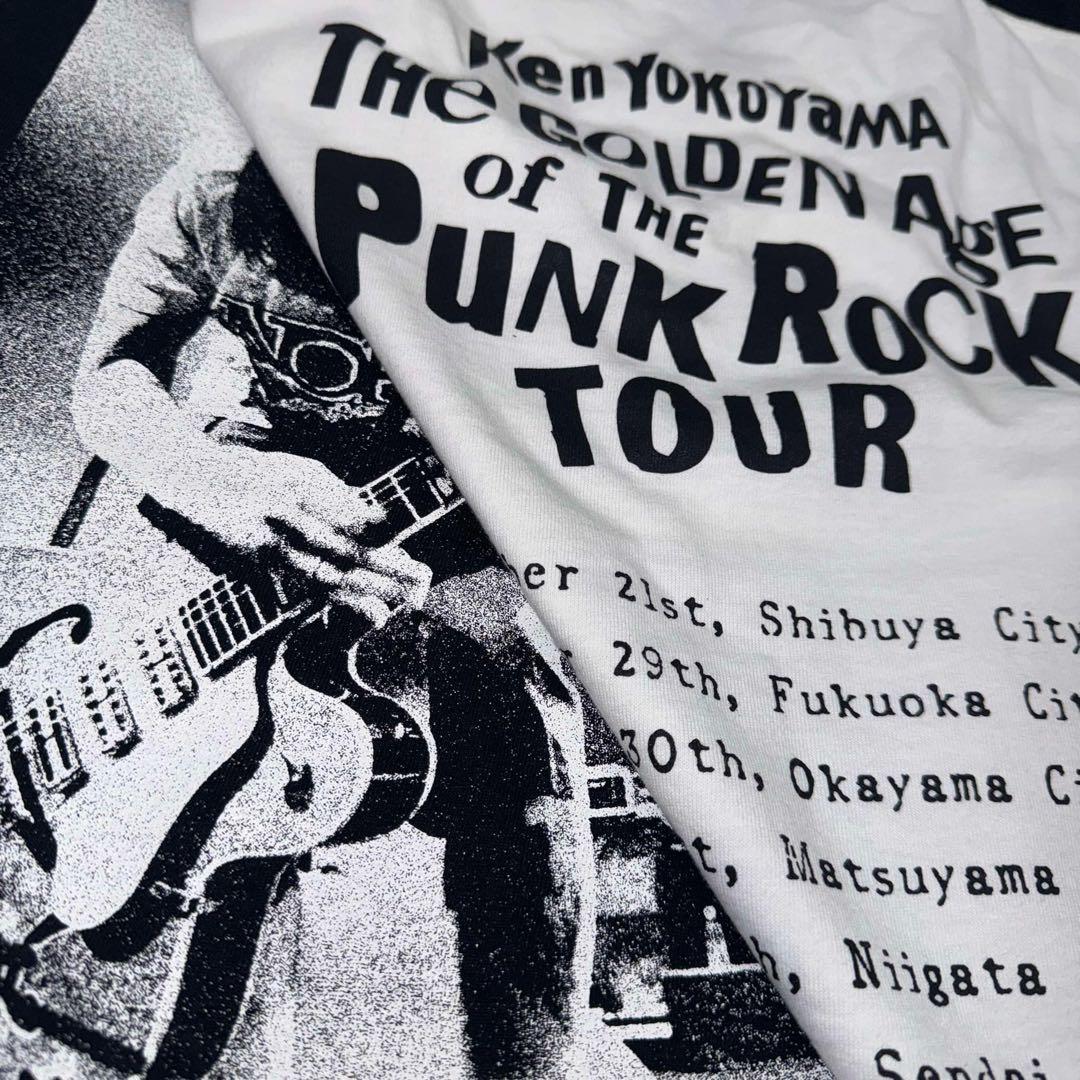 Ken YOKOYAMA
THe GOLDEN AgE
of THE
PUNK ROCK
TOUR
21st, Shibuya City
29th, Fukuoka
30th, Okayama
Matsuyama
Niigata
Sendai